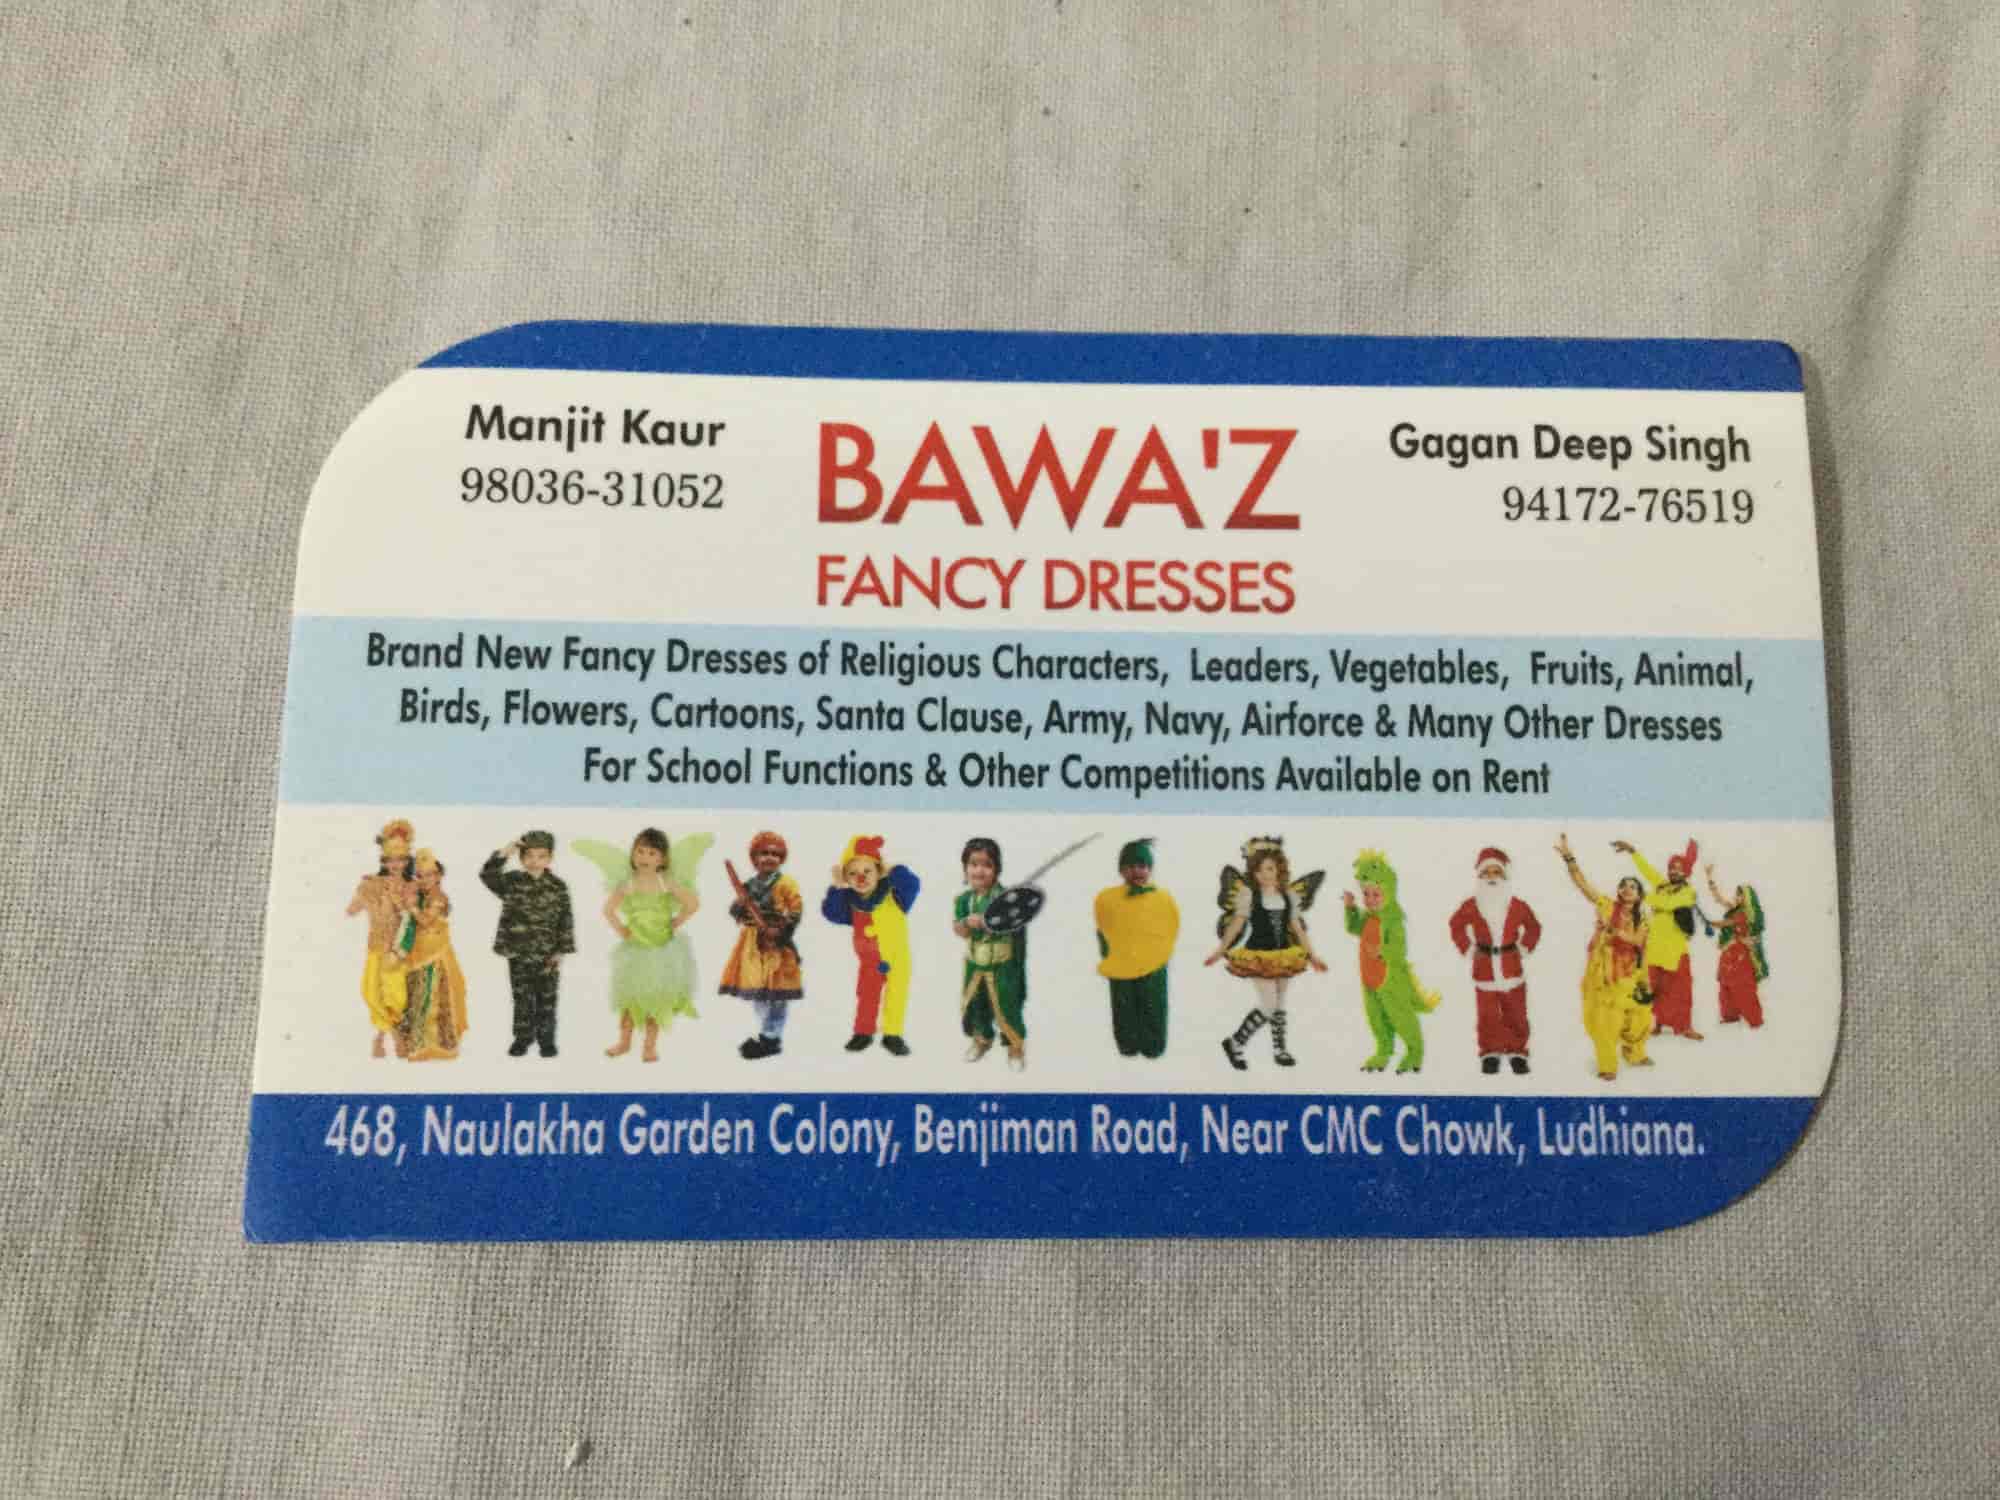 Manjit Kaur
98036-31052
BAWA'Z
FANCY DRESSES
Gagan Deep Singh
94172-76519
Brand New Fancy Dresses of Religious Characters, Leaders, Vegetables, Fruits, Animal,
Birds, Flowers, Cartoons, Santa Clause, Army, Navy, Airforce & Many Other Dresses
For School Functions & Other Competitions Available on Rent
468, Naulakha Garden Colony, Benjiman Road, Near CMC Chowk, Ludhiana.